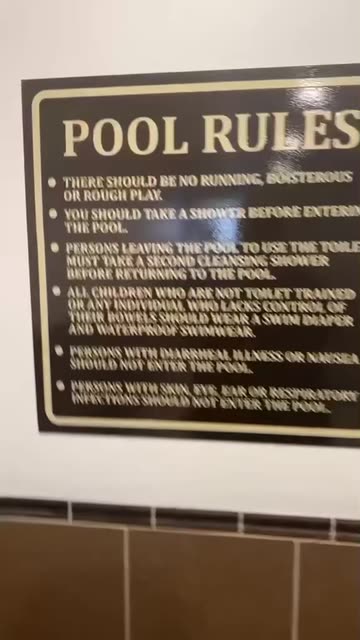 POOL RULES
• THERE SHOULD BE NO RUNNING, BOISTEROUS
OR ROUGH PLAY.
• YOU SHOULD TAKE A SHOWER BEFORE ENTERI
THE POOL.
• PERSONS LEAVING THE POOL TO USE THE TOILE
MUST TAKE A SECOND CLEANSING SHOWER
BEFORE RETURNING TO THE POOL.
• ALL CHILDREN WHO ARE NOT TOILET TRAINED
OR ANY INDIVIDUAL WHO LACKS CONTROL OF
THEIR BOWELS SHOULD WEAR A SWIM DIAPER
AND WATERPROOF SWIMWEAR.
• PERSONS WITH DIARRHEAL ILLNESS OR NAUSEA
SHOULD NOT ENTER THE POOL.
• PERSONS WITH SKIN, EYE, EAR OR RESPIRATORY
INFECTIONS SHOULD NOT ENTER THE POOL.